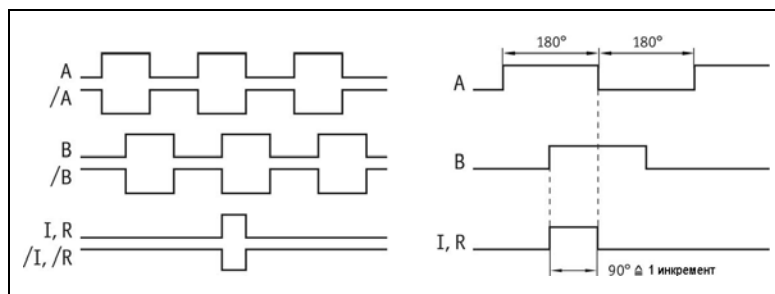 A
/A
B
/B
I, R
/I, /R
180° 180°
A
B
I, R
90° ≙ 1 инкремент